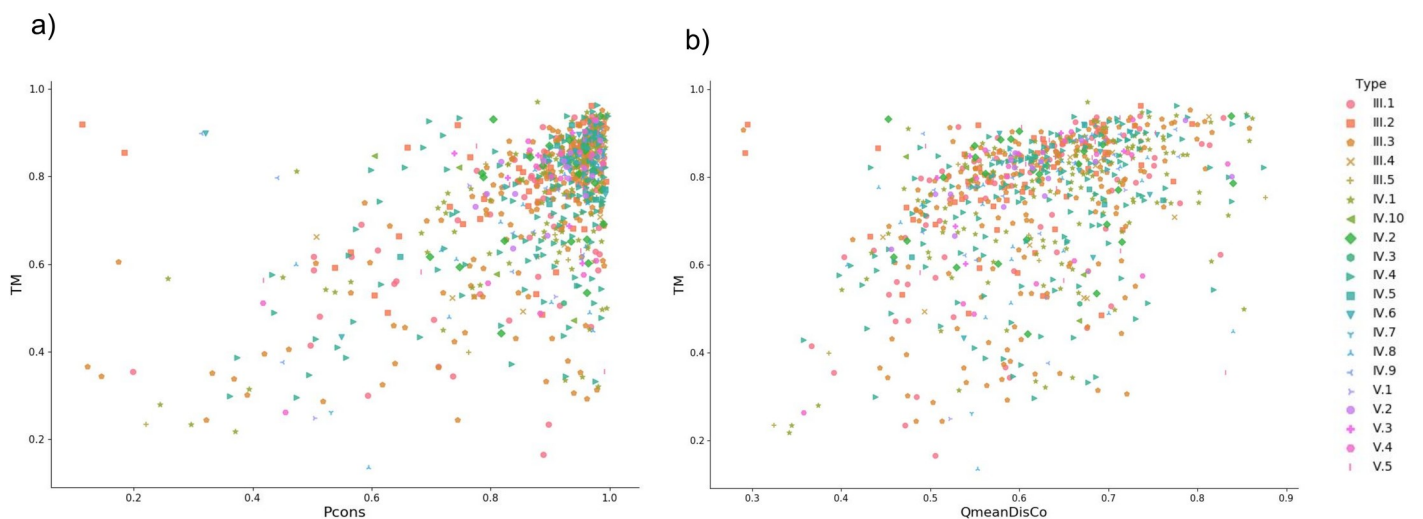 a)
TM
1.0
0.8
0.6
0.4
0.2
0.2 0.4 0.6 0.8 1.0
Pcons
b)
TM
1.0
0.8
0.6
0.4
0.2
0.3 0.4 0.5 0.6 0.7 0.8 0.9
QmeanDisCo
Type
III.1
III.2
III.3
III.4
III.5
IV.1
IV.10
IV.2
IV.3
IV.4
IV.5
IV.6
IV.7
IV.8
IV.9
V.1
V.2
V.3
V.4
V.5